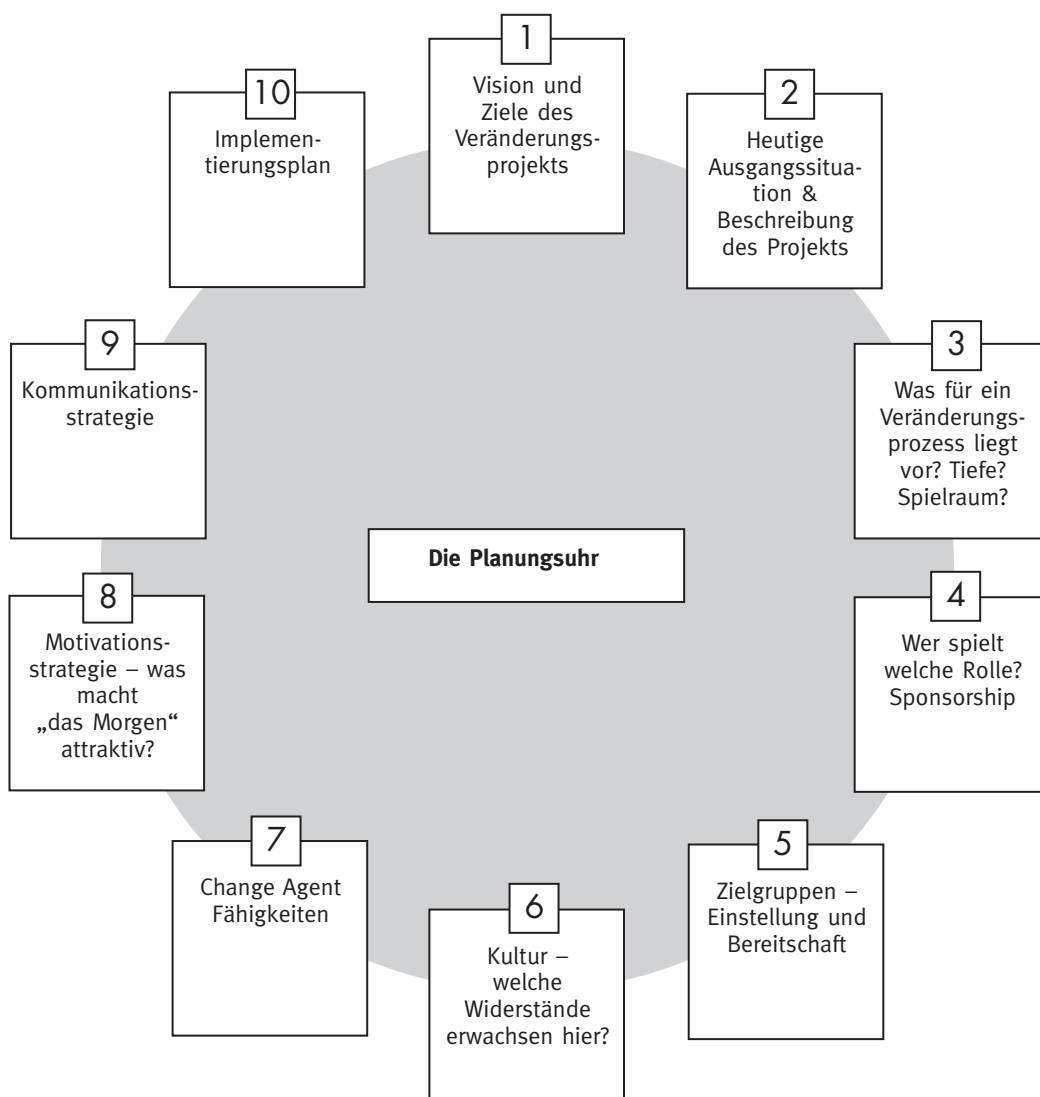 1
Vision und
Ziele des
Veränderungs-
projekts
2
Heutige
Ausgangssitua-
tion &
Beschreibung
des Projekts
3
Was für ein
Veränderungs-
prozess liegt
vor? Tiefe?
Spielraum?
4
Wer spielt
welche Rolle?
Sponsorship
5
Zielgruppen –
Einstellung und
Bereitschaft
6
Kultur –
welche
Widerstände
erwachsen hier?
7
Change Agent
Fähigkeiten
8
Motivations-
strategie – was
macht
„das Morgen“
attraktiv?
9
Kommunikations-
strategie
10
Implemen-
tierungsplan
Die Planungsuhr